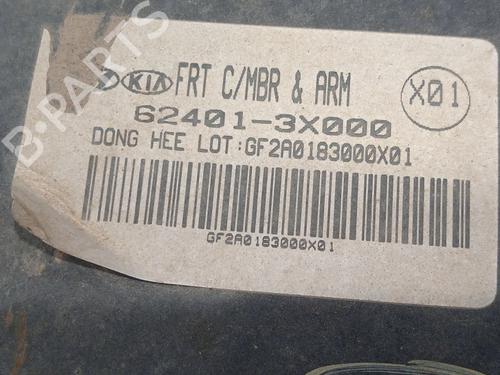 KIA FRT C/MBR & ARM X01
62401-3X000
DONG HEE LOT:GF2A0183000X01
GF2A0183000X01
B-PARTS